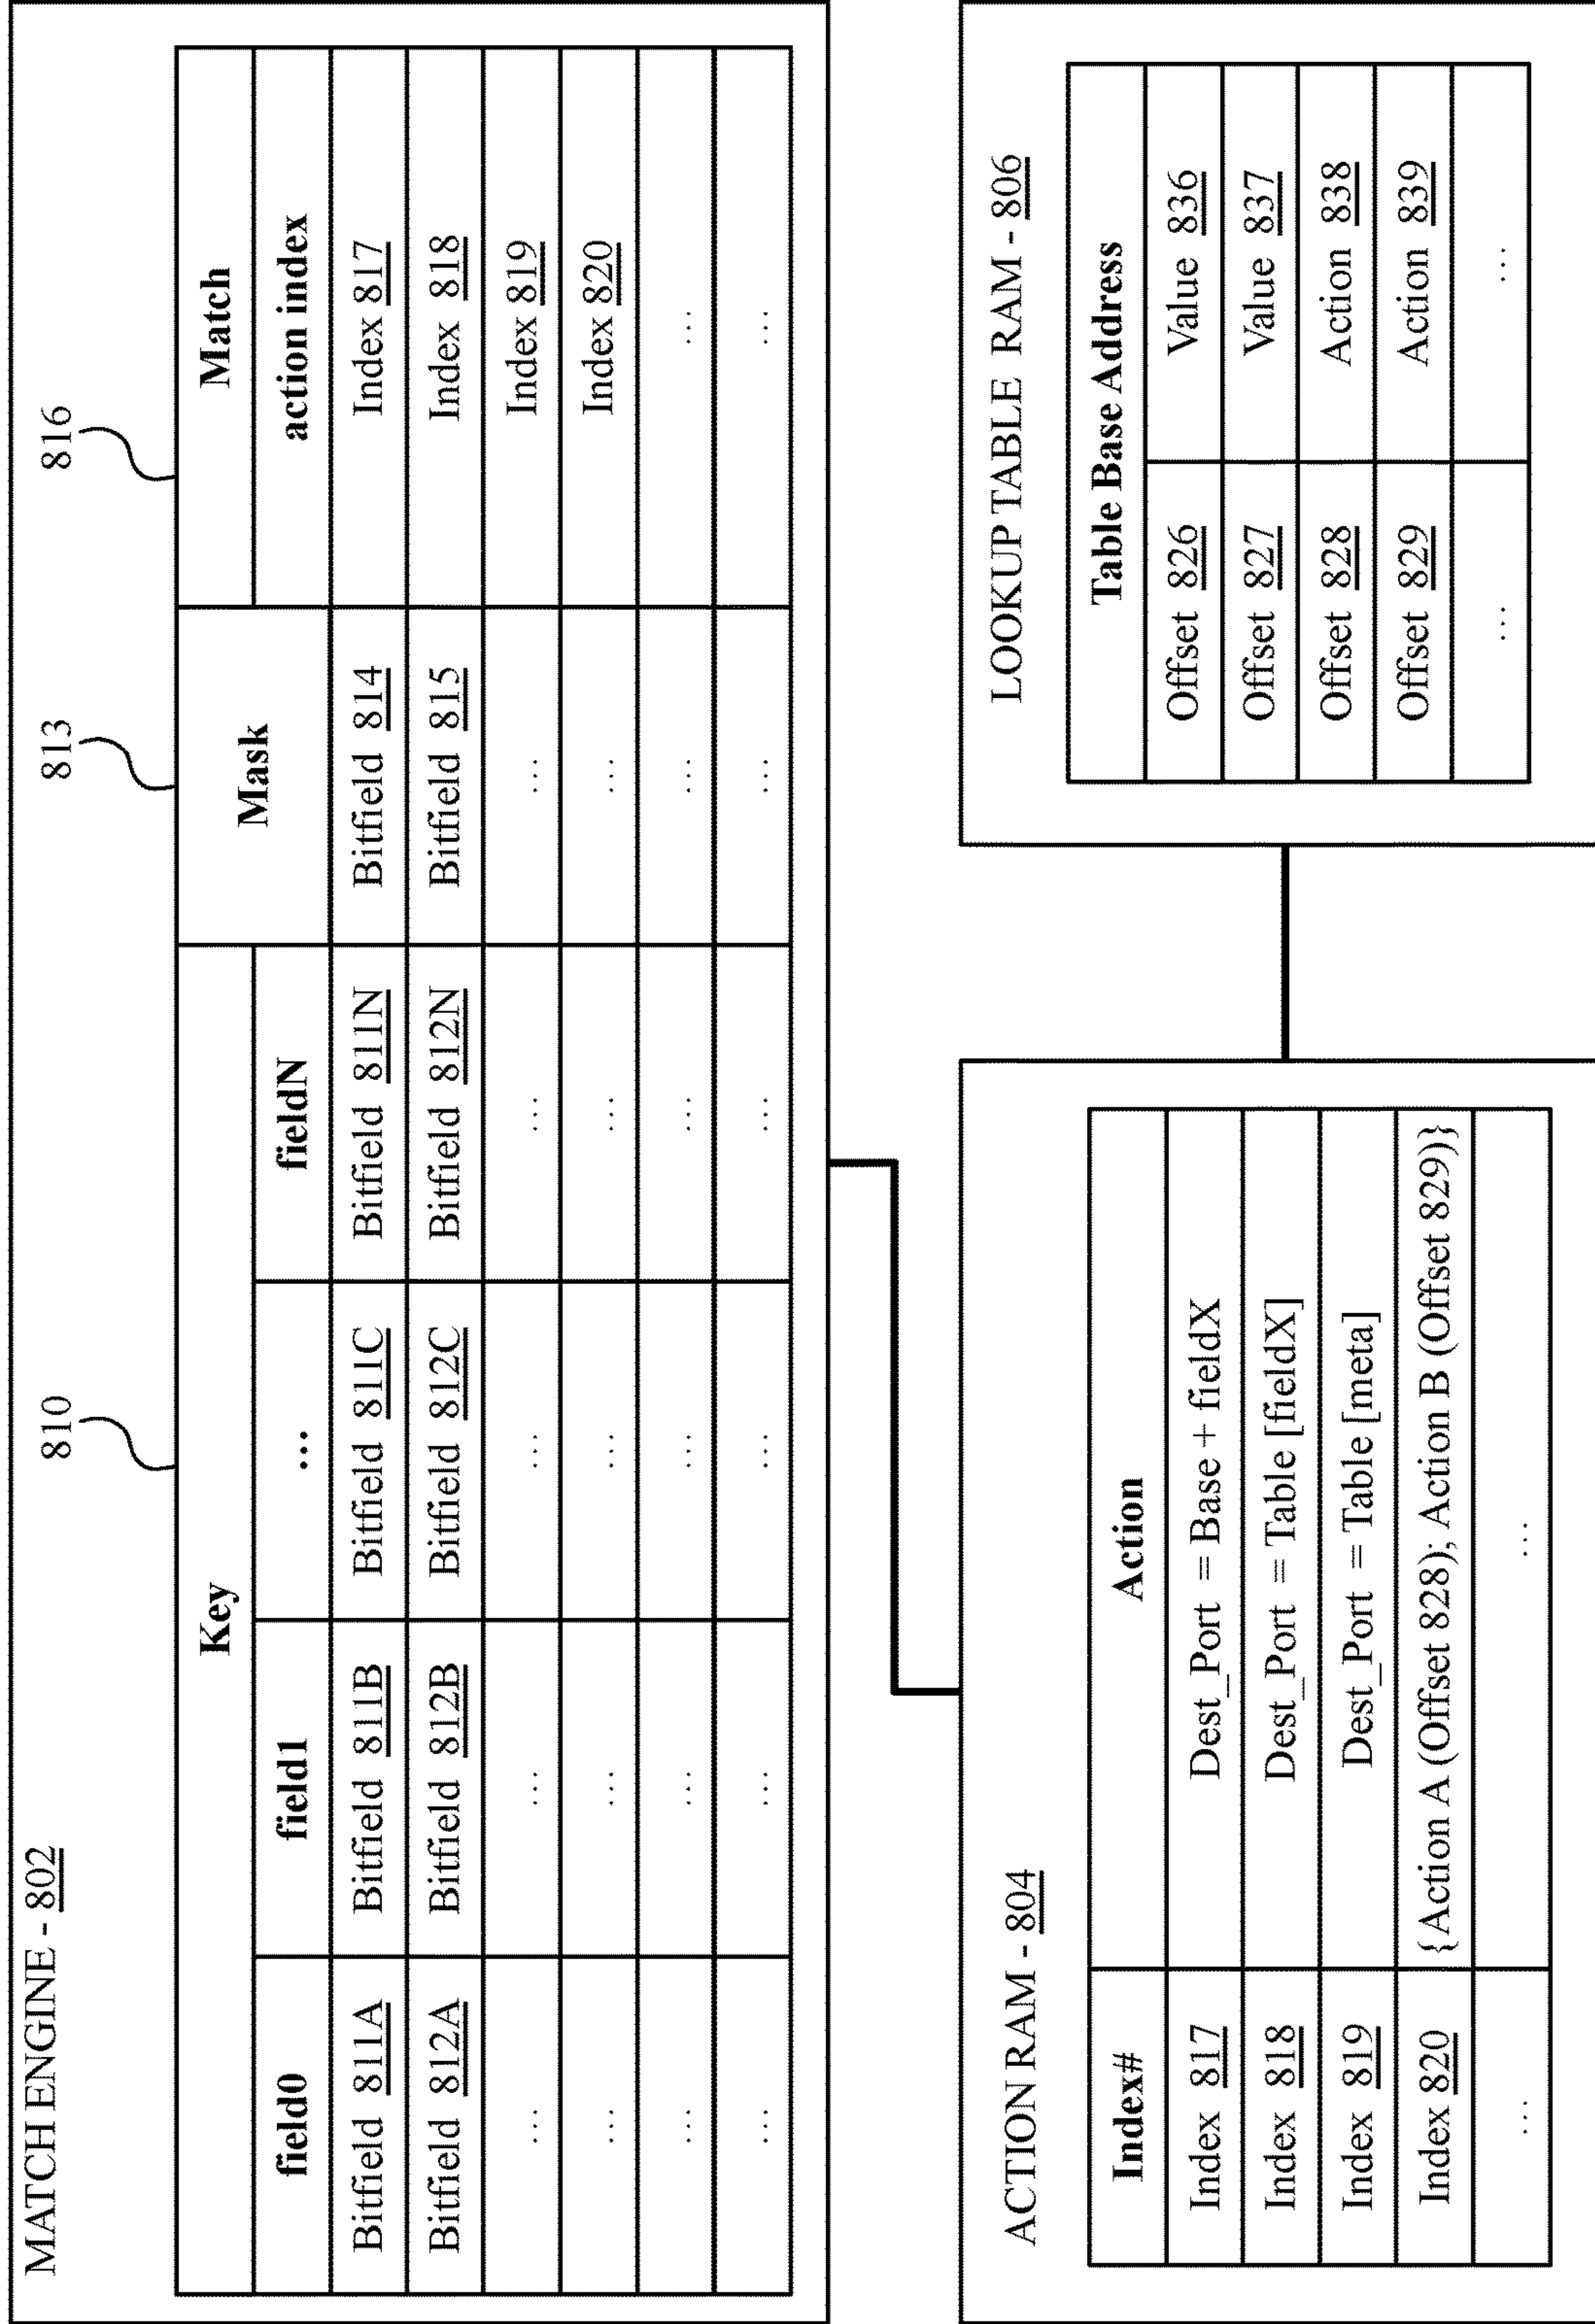 MATCH ENGINE - 802
810 813 816
Key Mask Match
field0 field1 ... fieldN action index
Bitfield 811A Bitfield 811B Bitfield 811C Bitfield 811N Bitfield 814 Index 817
Bitfield 812A Bitfield 812B Bitfield 812C Bitfield 812N Bitfield 815 Index 818
... ... ... ... ... Index 819
... ... ... ... ... Index 820
... ... ... ... ... ...
... ... ... ... ... ...
ACTION RAM - 804
Index# Action
Index 817 Dest_Port = Base + fieldX
Index 818 Dest_Port = Table [fieldX]
Index 819 Dest_Port = Table [meta]
Index 820 {Action A (Offset 828); Action B (Offset 829)}
... ...
LOOKUP TABLE RAM - 806
Table Base Address
Offset 826 Value 836
Offset 827 Value 837
Offset 828 Action 838
Offset 829 Action 839
... ...